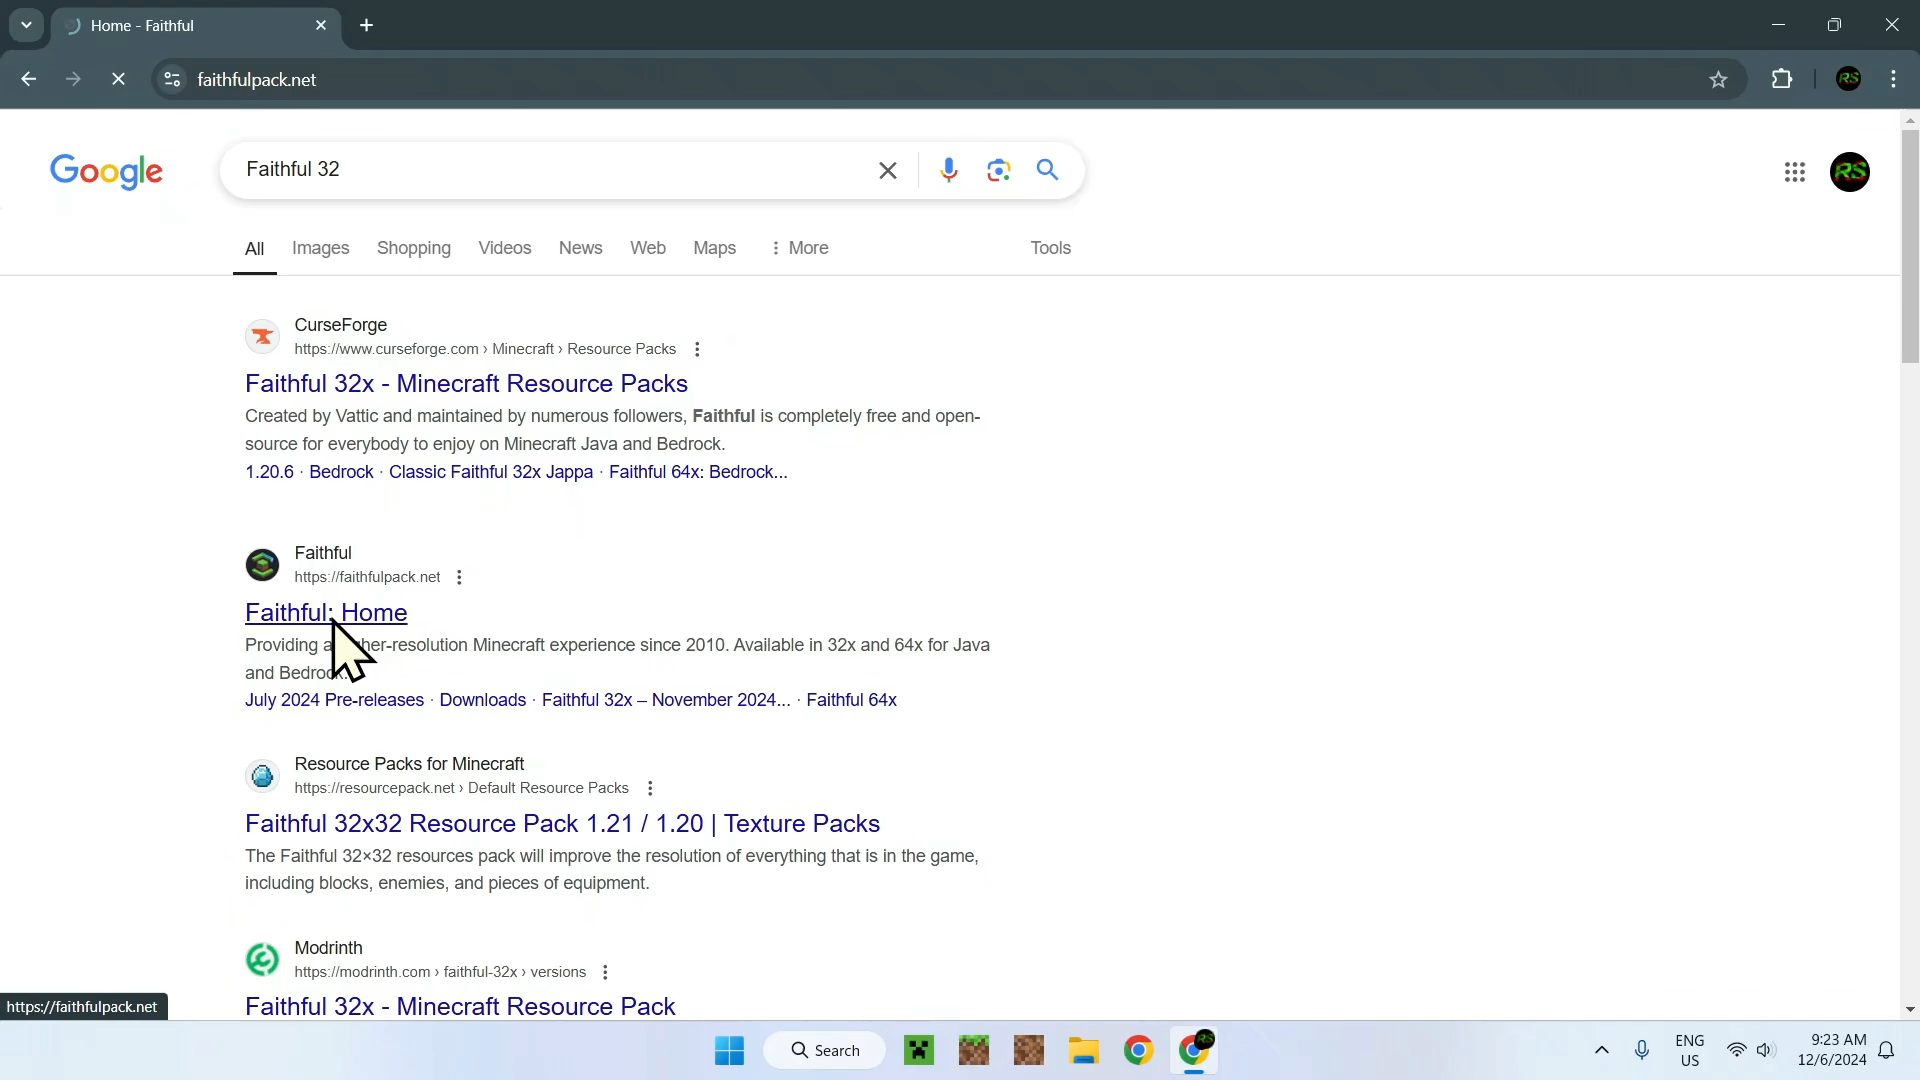 Home - Faithful
faithfulpack.net
Google
Faithful 32
RS
RS
All Images Shopping Videos News Web Maps More Tools
CurseForge
https://www.curseforge.com › Minecraft › Resource Packs
Faithful 32x - Minecraft Resource Packs
Created by Vattic and maintained by numerous followers, Faithful is completely free and open-
source for everybody to enjoy on Minecraft Java and Bedrock.
1.20.6 · Bedrock · Classic Faithful 32x Jappa · Faithful 64x: Bedrock...
Faithful
https://faithfulpack.net
Faithful: Home
Providing a her-resolution Minecraft experience since 2010. Available in 32x and 64x for Java
and Bedrock.
July 2024 Pre-releases · Downloads · Faithful 32x – November 2024... · Faithful 64x
Resource Packs for Minecraft
https://resourcepack.net › Default Resource Packs
Faithful 32x32 Resource Pack 1.21 / 1.20 | Texture Packs
The Faithful 32×32 resources pack will improve the resolution of everything that is in the game,
including blocks, enemies, and pieces of equipment.
Modrinth
https://modrinth.com › faithful-32x › versions
Faithful 32x - Minecraft Resource Pack
https://faithfulpack.net
Search
RS
ENG
US
9:23 AM
12/6/2024